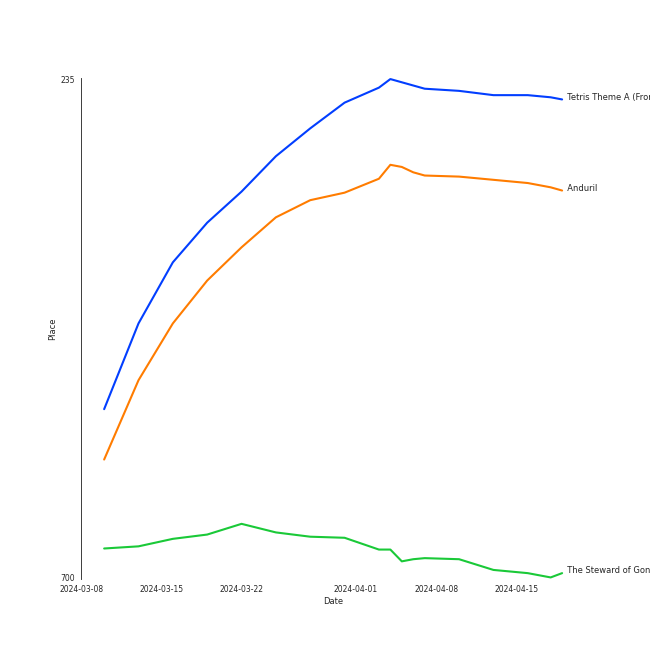 235
Tetris Theme A (Fro
Anduril
Place
The Steward of Gon
700
2024-03-08 2024-03-15 2024-03-22 2024-04-01 2024-04-08 2024-04-15
Date